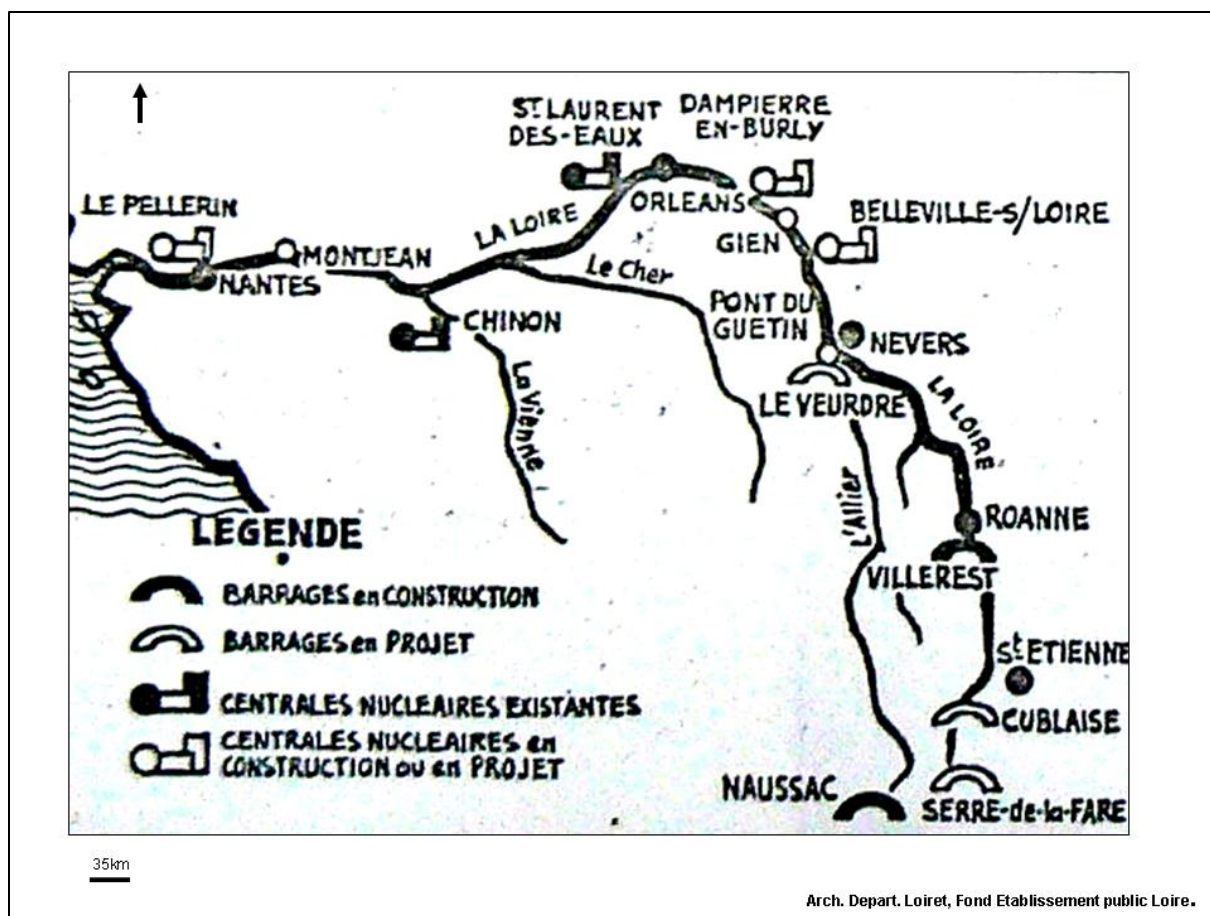 ST LAURENT
DES-EAUX
DAMPIERRE
EN-BURLY
LE PELLERIN
ORLEANS
BELLEVILLE-S/LOIRE
LA LOIRE
GIEN
MONTJEAN
NANTES
Le Cher
PONT DU
GUETIN
CHINON
NEVERS
La Vienne
LE VEURDRE
LA LOIRE
L'Allier
ROANNE
VILLEREST
St ETIENNE
CUBLAISE
NAUSSAC
SERRE-de-la-FARE
LEGENDE
BARRAGES en CONSTRUCTION
BARRAGES en PROJET
CENTRALES NUCLEAIRES EXISTANTES
CENTRALES NUCLEAIRES en
CONSTRUCTION ou en PROJET
35km
Arch. Depart. Loiret, Fond Etablissement public Loire.